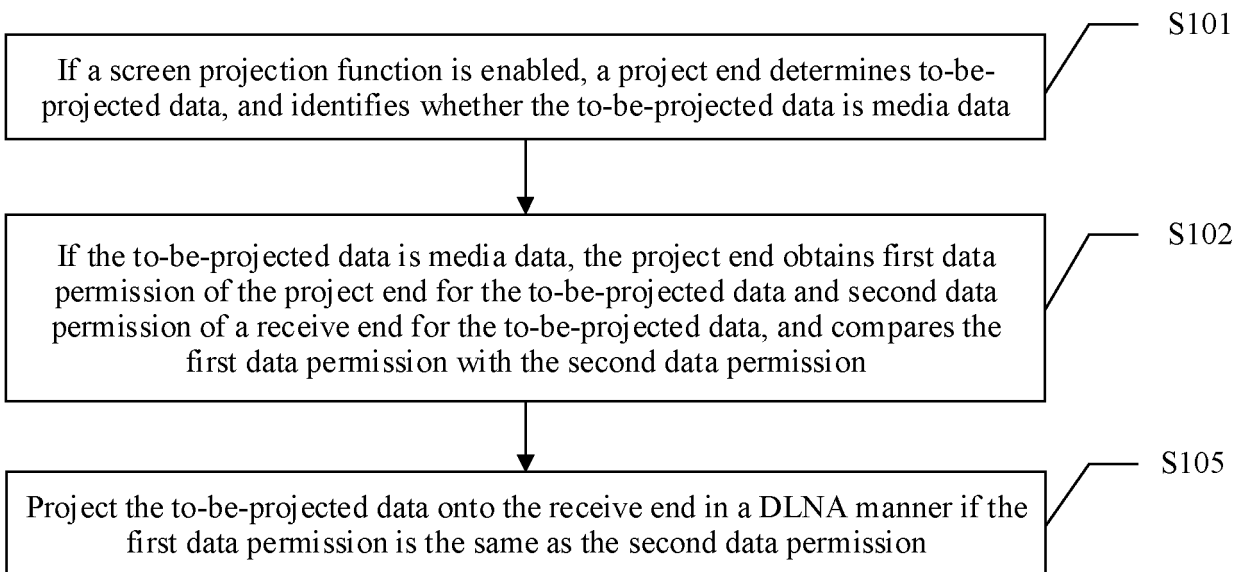 S101
If a screen projection function is enabled, a project end determines to-be-
projected data, and identifies whether the to-be-projected data is media data
S102
If the to-be-projected data is media data, the project end obtains first data
permission of the project end for the to-be-projected data and second data
permission of a receive end for the to-be-projected data, and compares the
first data permission with the second data permission
S105
Project the to-be-projected data onto the receive end in a DLNA manner if the
first data permission is the same as the second data permission